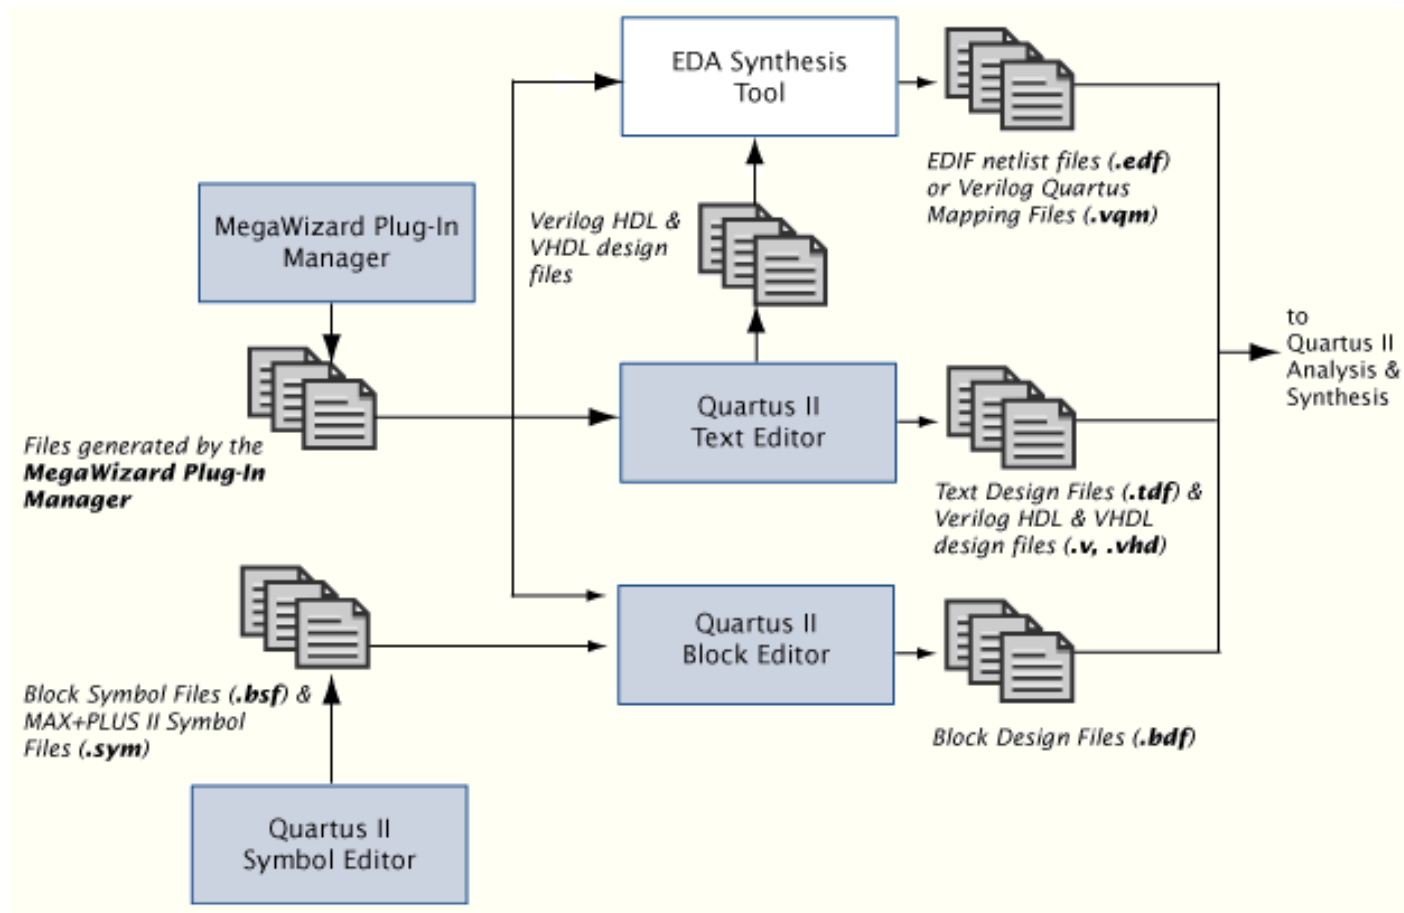 EDA Synthesis
Tool
EDIF netlist files (.edf)
or Verilog Quartus
Mapping Files (.vqm)
MegaWizard Plug-In
Manager
Verilog HDL &
VHDL design
files
to
Quartus II
Analysis &
Synthesis
Files generated by the
MegaWizard Plug-In
Manager
Quartus II
Text Editor
Text Design Files (.tdf) &
Verilog HDL & VHDL
design files (.v, .vhd)
Quartus II
Block Editor
Block Symbol Files (.bsf) &
MAX+PLUS II Symbol
Files (.sym)
Block Design Files (.bdf)
Quartus II
Symbol Editor